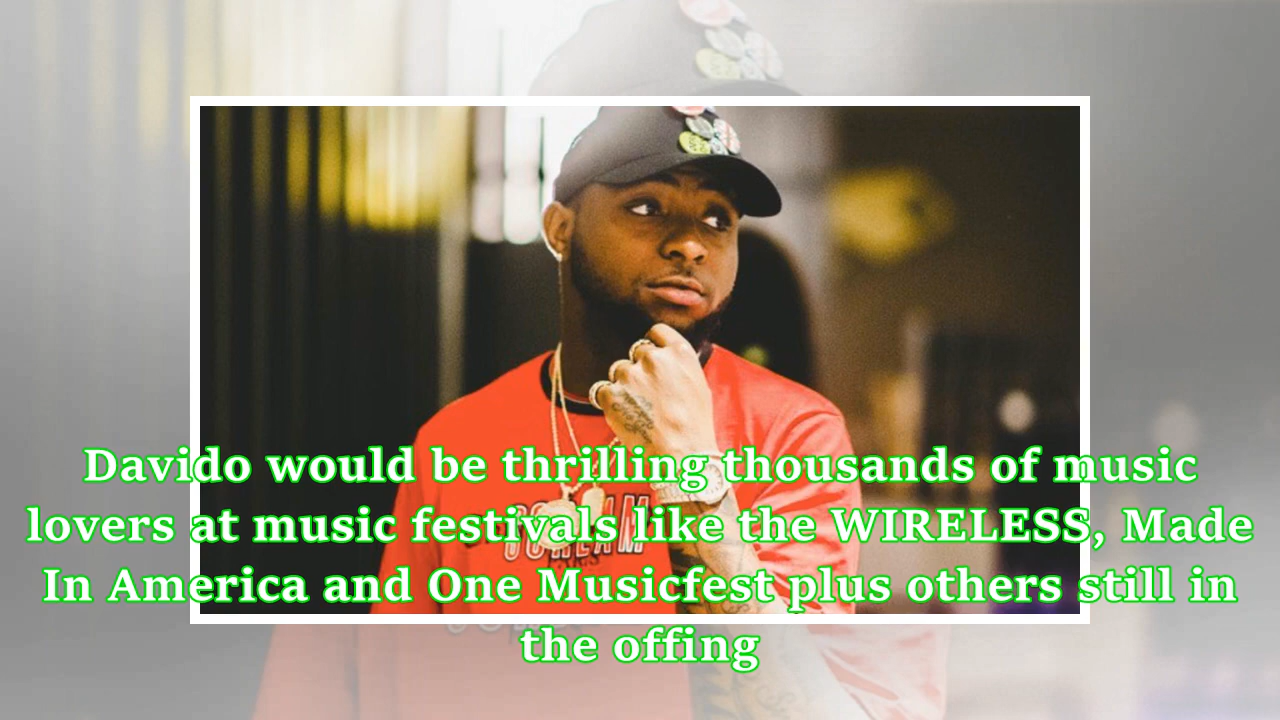 Davido would be thrilling thousands of music
lovers at music festivals like the WIRELESS, Made
In America and One Musicfest plus others still in
the offing